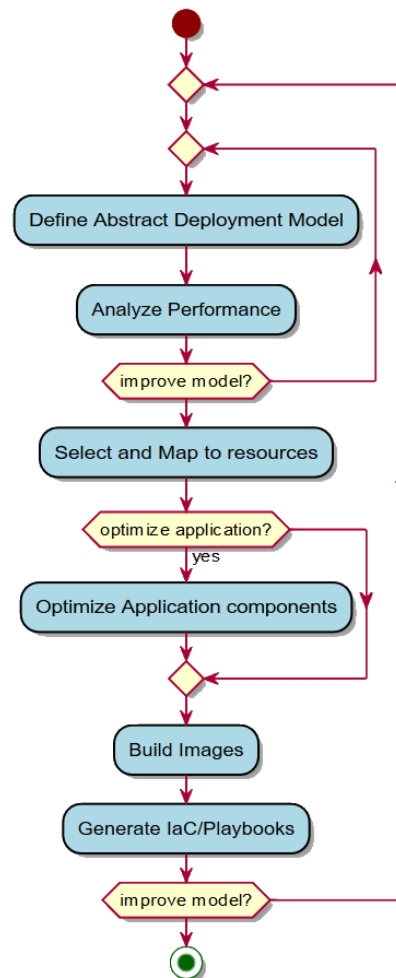 Define Abstract Deployment Model
Analyze Performance
improve model?
Select and Map to resources
optimize application?
yes
Optimize Application components
Build Images
Generate IaC/Playbooks
improve model?